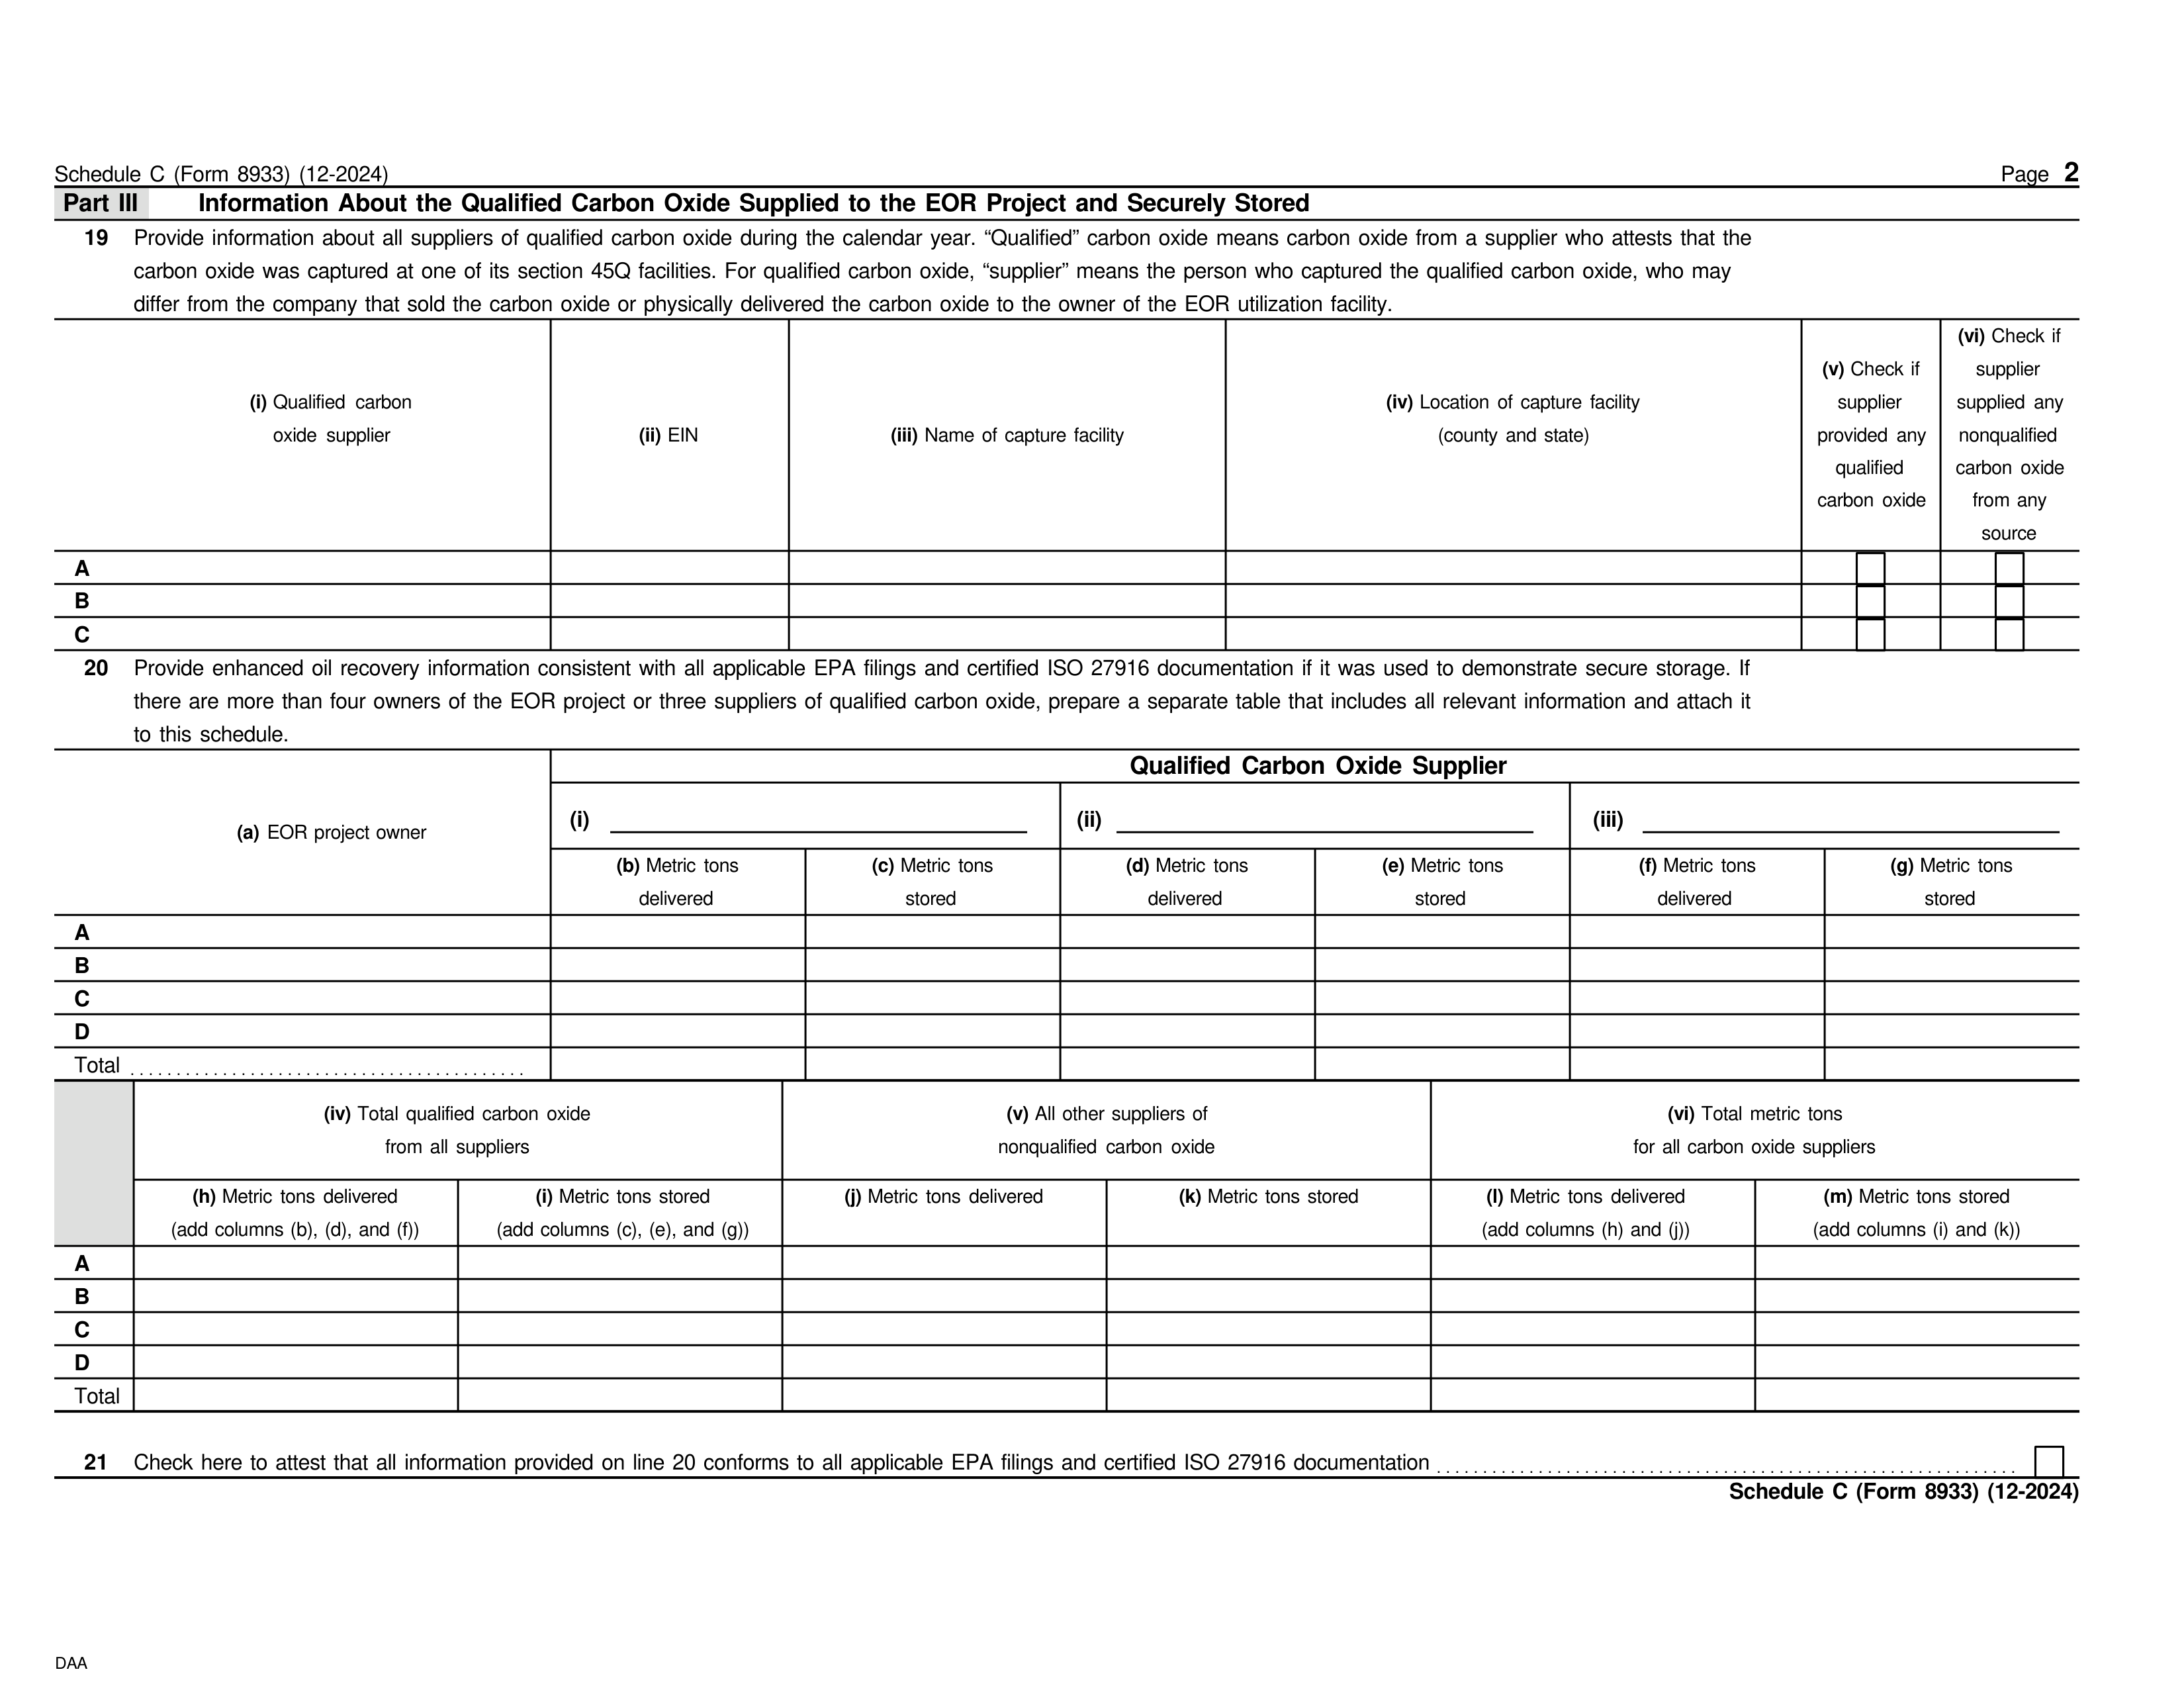 Schedule C (Form 8933) (12-2024) Page 2
Part III Information About the Qualified Carbon Oxide Supplied to the EOR Project and Securely Stored
19 Provide information about all suppliers of qualified carbon oxide during the calendar year. “Qualified” carbon oxide means carbon oxide from a supplier who attests that the
carbon oxide was captured at one of its section 45Q facilities. For qualified carbon oxide, “supplier” means the person who captured the qualified carbon oxide, who may
differ from the company that sold the carbon oxide or physically delivered the carbon oxide to the owner of the EOR utilization facility.
(i) Qualified carbon
oxide supplier
(ii) EIN
(iii) Name of capture facility
(iv) Location of capture facility
(county and state)
(v) Check if
supplier
provided any
qualified
carbon oxide
(vi) Check if
supplier
supplied any
nonqualified
carbon oxide
from any
source
A
B
C
20 Provide enhanced oil recovery information consistent with all applicable EPA filings and certified ISO 27916 documentation if it was used to demonstrate secure storage. If
there are more than four owners of the EOR project or three suppliers of qualified carbon oxide, prepare a separate table that includes all relevant information and attach it
to this schedule.
(a) EOR project owner
Qualified Carbon Oxide Supplier
(i)
(ii)
(iii)
(b) Metric tons
delivered
(c) Metric tons
stored
(d) Metric tons
delivered
(e) Metric tons
stored
(f) Metric tons
delivered
(g) Metric tons
stored
A
B
C
D
Total
(iv) Total qualified carbon oxide
from all suppliers
(v) All other suppliers of
nonqualified carbon oxide
(vi) Total metric tons
for all carbon oxide suppliers
(h) Metric tons delivered
(add columns (b), (d), and (f))
(i) Metric tons stored
(add columns (c), (e), and (g))
(j) Metric tons delivered
(k) Metric tons stored
(l) Metric tons delivered
(add columns (h) and (j))
(m) Metric tons stored
(add columns (i) and (k))
A
B
C
D
Total
21 Check here to attest that all information provided on line 20 conforms to all applicable EPA filings and certified ISO 27916 documentation
Schedule C (Form 8933) (12-2024)
DAA